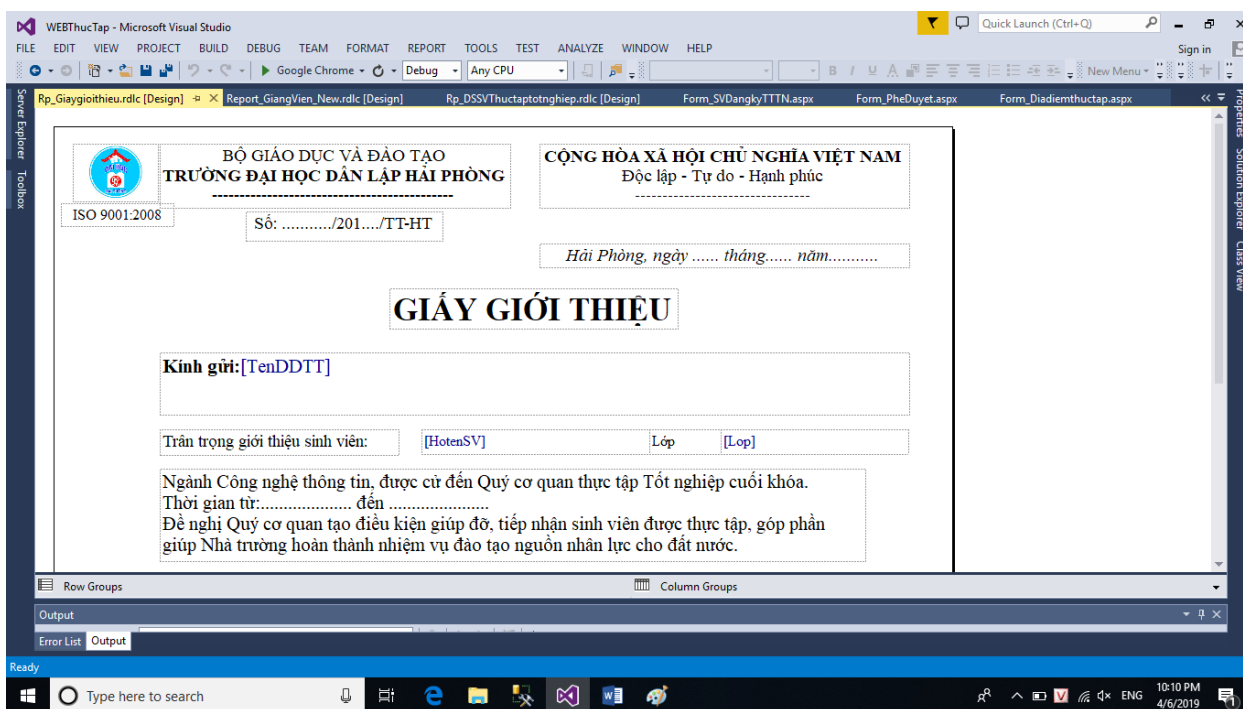 WEBThucTap - Microsoft Visual Studio
Quick Launch (Ctrl+Q)
FILE EDIT VIEW PROJECT BUILD DEBUG TEAM FORMAT REPORT TOOLS TEST ANALYZE WINDOW HELP
Sign in
Google Chrome Debug Any CPU B I U A New Menu
Rp_Giaygioithieu.rdlc [Design] Report_GiangVien_New.rdlc [Design] Rp_DSSVThuctaptotnghiep.rdlc [Design] Form_SVDangkyTTTN.aspx Form_PheDuyet.aspx Form_Diadiemthuctap.aspx
Server Explorer
Toolbox
Properties
Solution Explorer
Class View
BỘ GIÁO DỤC VÀ ĐÀO TẠO
TRƯỜNG ĐẠI HỌC DÂN LẬP HẢI PHÒNG
--------------------------------------------
CỘNG HÒA XÃ HỘI CHỦ NGHĨA VIỆT NAM
Độc lập - Tự do - Hạnh phúc
--------------------------------
ISO 9001:2008
Số: .........../201..../TT-HT
Hải Phòng, ngày ...... tháng...... năm...........
GIẤY GIỚI THIỆU
Kính gửi:[TenDDTT]
Trân trọng giới thiệu sinh viên: [HotenSV] Lớp [Lop]
Ngành Công nghệ thông tin, được cử đến Quý cơ quan thực tập Tốt nghiệp cuối khóa.
Thời gian từ:.................... đến ......................
Đề nghị Quý cơ quan tạo điều kiện giúp đỡ, tiếp nhận sinh viên được thực tập, góp phần
giúp Nhà trường hoàn thành nhiệm vụ đào tạo nguồn nhân lực cho đất nước.
Row Groups Column Groups
Output
Error List Output
Ready
Type here to search
ENG
10:10 PM
4/6/2019